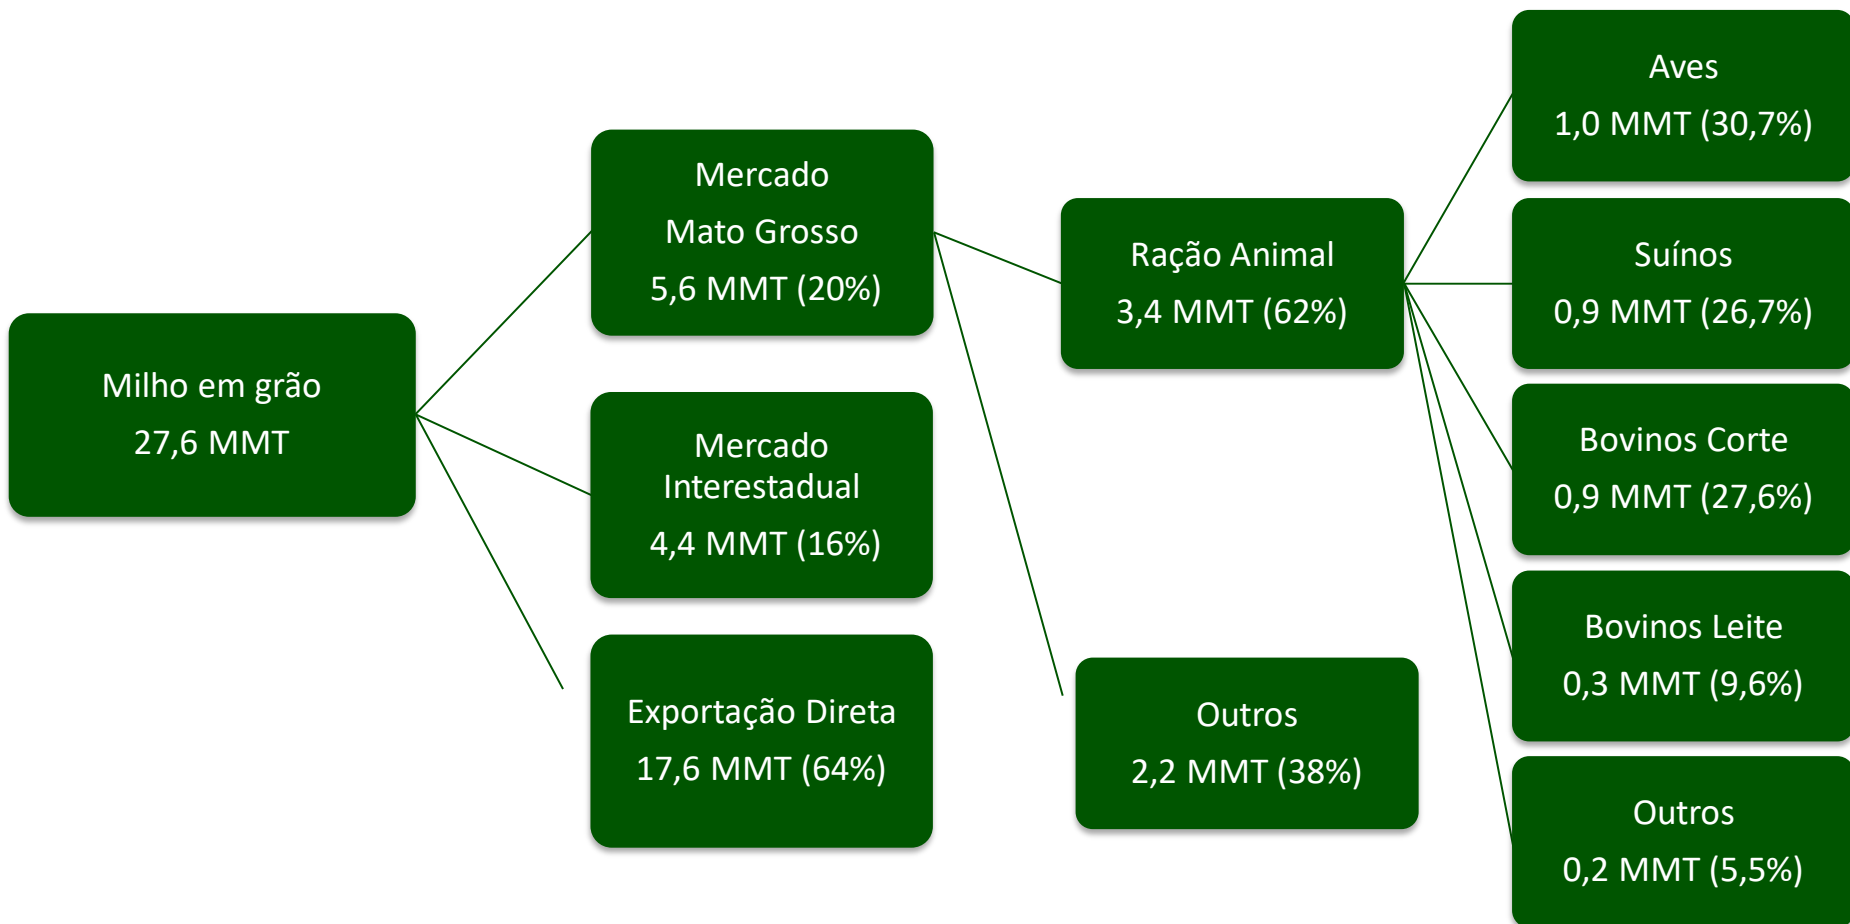 Milho em grão
27,6 MMT
Mercado
Mato Grosso
5,6 MMT (20%)
Mercado
Interestadual
4,4 MMT (16%)
Exportação Direta
17,6 MMT (64%)
Ração Animal
3,4 MMT (62%)
Outros
2,2 MMT (38%)
Aves
1,0 MMT (30,7%)
Suínos
0,9 MMT (26,7%)
Bovinos Corte
0,9 MMT (27,6%)
Bovinos Leite
0,3 MMT (9,6%)
Outros
0,2 MMT (5,5%)